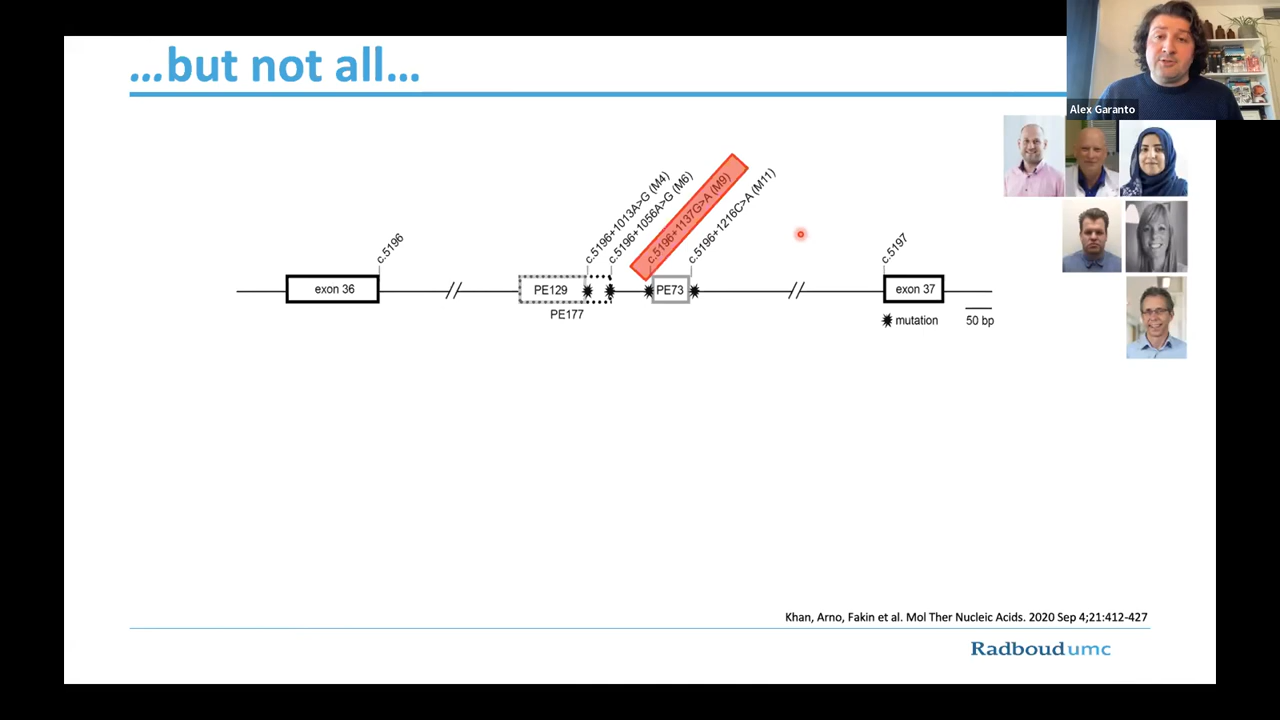 ...but not all...
Alex Garanto
c.5196
c.5196+1013A>G (M4)
c.5196+1056A>G (M6)
c.5196+1137G>A (M9)
c.5196+1216C>A (M11)
c.5197
exon 36
PE129
PE73
exon 37
PE177
mutation
50 bp
Khan, Arno, Fakin et al. Mol Ther Nucleic Acids. 2020 Sep 4;21:412-427
Radboudumc